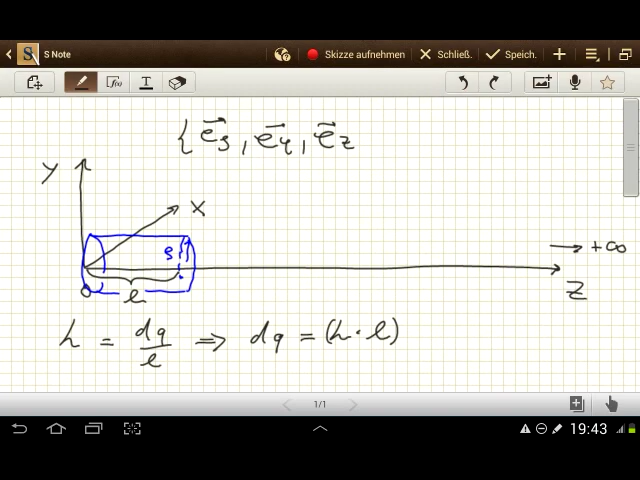 S Note
Skizze aufnehmen Schließ. Speich.
f(x) T
{ e⃗ρ , e⃗φ , e⃗z
y
x
→ +∞
ρ
0 l z
h = dq/l ⇒ dq = (h · l)
1/1
19:43